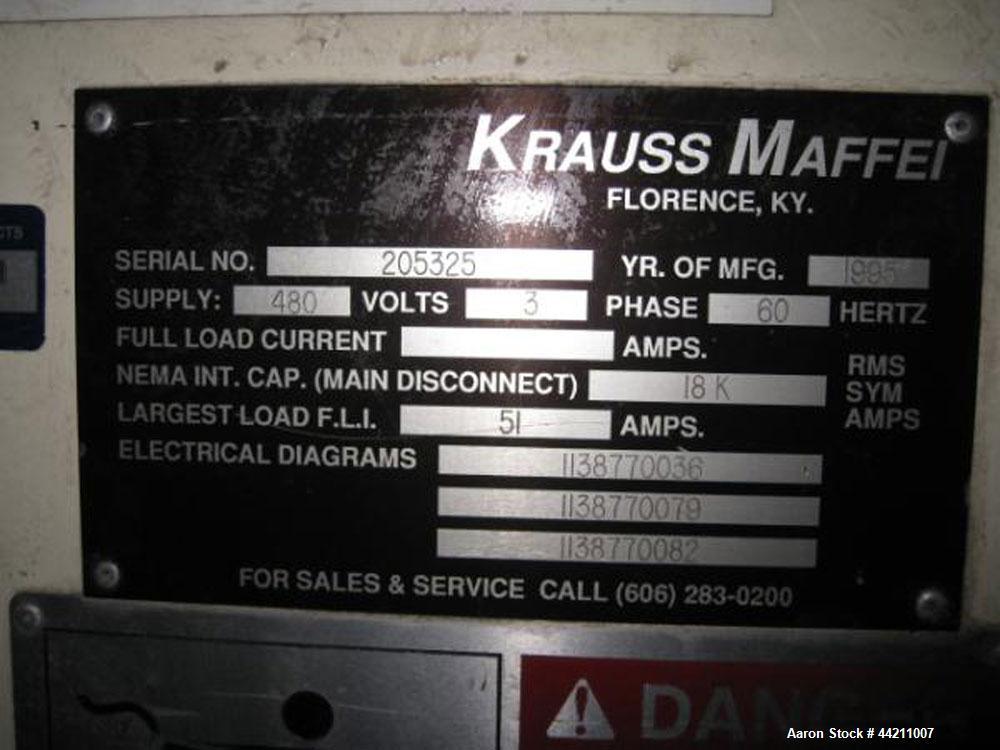 CTS
KRAUSS MAFFEI
FLORENCE, KY.
SERIAL NO. 205325 YR. OF MFG. 1995
SUPPLY: 480 VOLTS 3 PHASE 60 HERTZ
FULL LOAD CURRENT AMPS.
NEMA INT. CAP. (MAIN DISCONNECT) 18 K RMS SYM AMPS
LARGEST LOAD F.L.I. 51 AMPS.
ELECTRICAL DIAGRAMS 1138770036
1138770079
1138770082
FOR SALES & SERVICE CALL (606) 283-0200
DANGER
Aaron Stock # 44211007